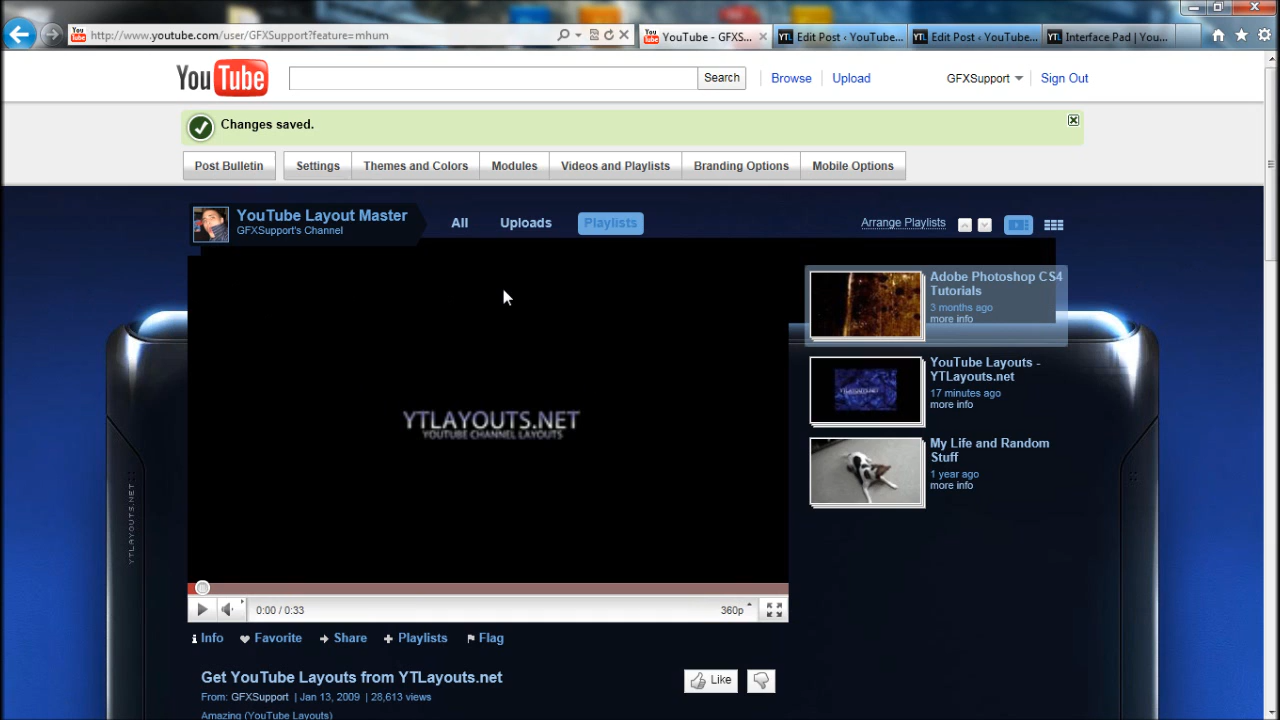 http://www.youtube.com/user/GFXSupport?feature=mhum
YouTube - GFXS...
Edit Post ‹ YouTube...
Edit Post ‹ YouTube...
Interface Pad | You...
YouTube
Search
Browse
Upload
GFXSupport
Sign Out
Changes saved.
Post Bulletin
Settings
Themes and Colors
Modules
Videos and Playlists
Branding Options
Mobile Options
YouTube Layout Master
GFXSupport's Channel
All
Uploads
Playlists
Arrange Playlists
YTLAYOUTS.NET
YOUTUBE CHANNEL LAYOUTS
Adobe Photoshop CS4
Tutorials
3 months ago
more info
YouTube Layouts -
YTLayouts.net
17 minutes ago
more info
My Life and Random
Stuff
1 year ago
more info
YTLAYOUTS.NET
0:00 / 0:33
360p
Info
Favorite
Share
Playlists
Flag
Get YouTube Layouts from YTLayouts.net
Like
From: GFXSupport | Jan 13, 2009 | 28,613 views
Amazing (YouTube Layouts)